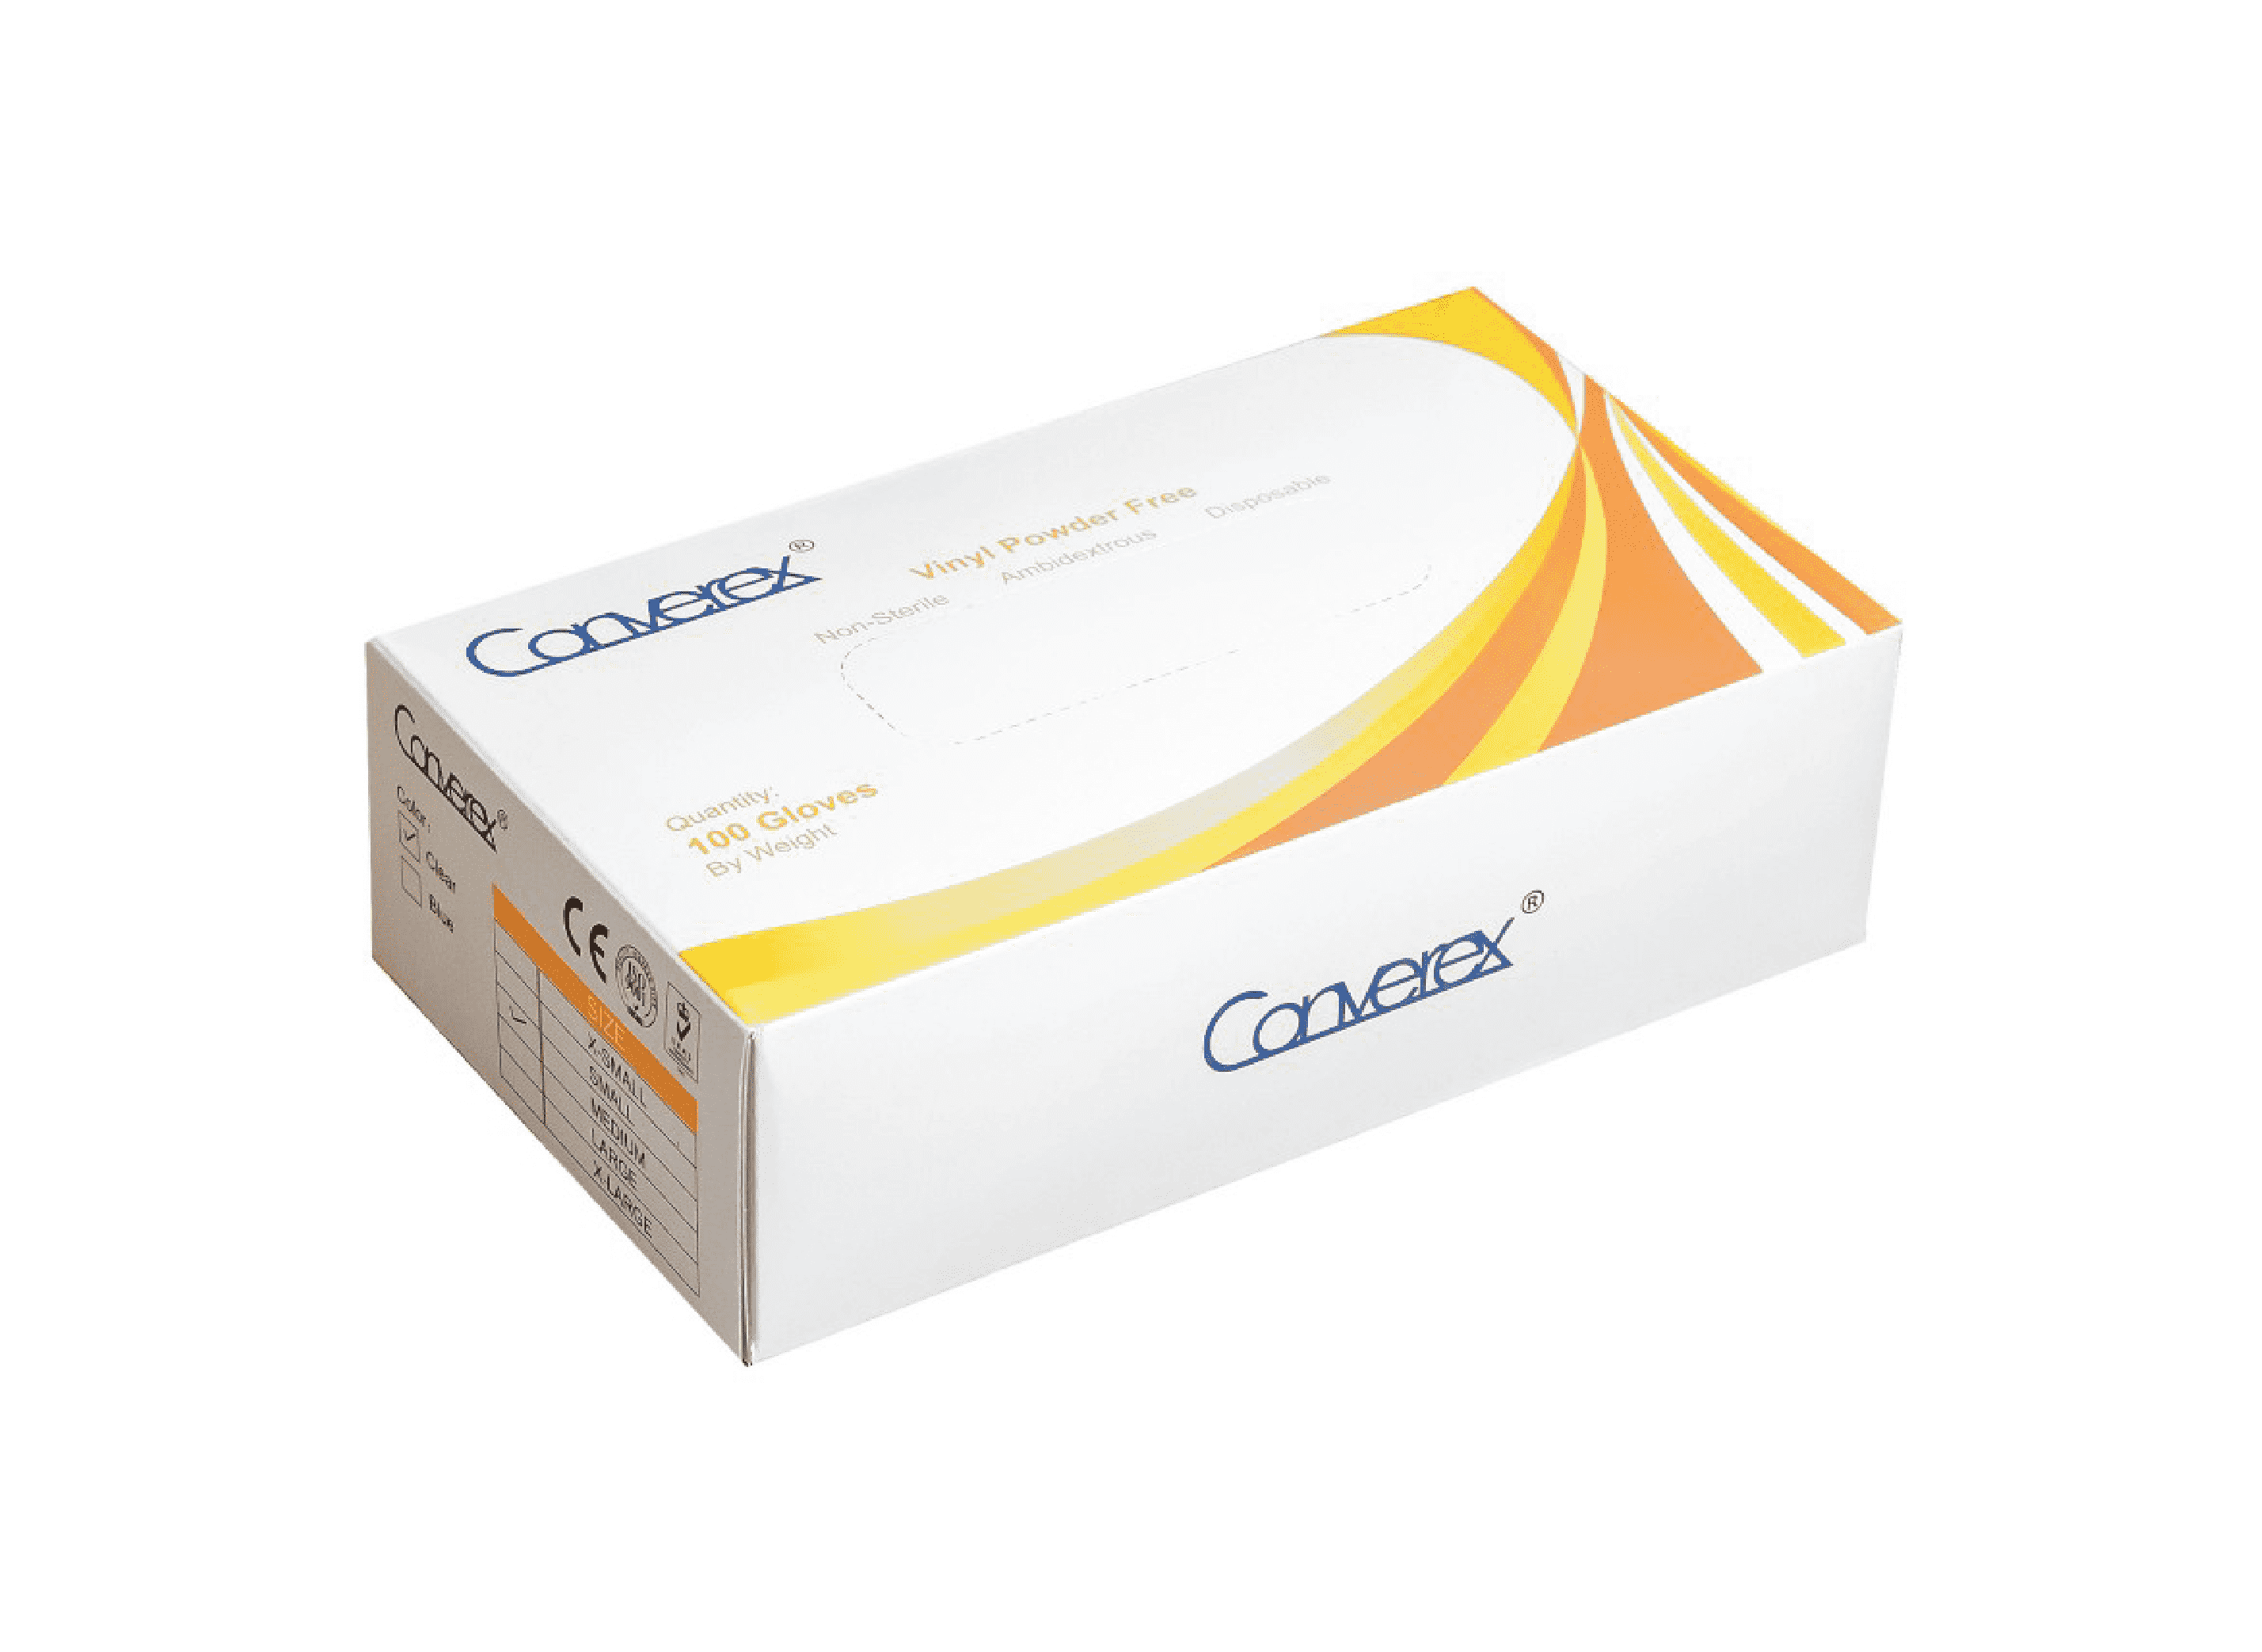 Converex®
Vinyl Powder Free
Non-Sterile Ambidextrous Disposable
Quantity:
100 Gloves
By Weight
Converex®
Color:
Clear
Blue
CE
SIZE
X-SMALL
SMALL
MEDIUM
LARGE
X-LARGE
Converex®